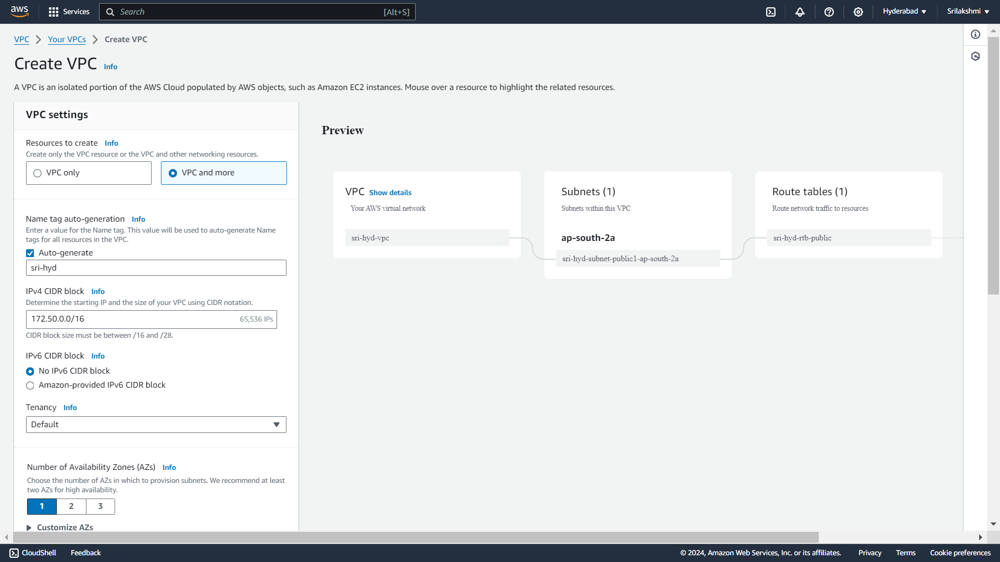 aws
Services
Search
[Alt+S]
Hyderabad
Srilakshmi
VPC
Your VPCs
Create VPC
Create VPC Info
A VPC is an isolated portion of the AWS Cloud populated by AWS objects, such as Amazon EC2 instances. Mouse over a resource to highlight the related resources.
VPC settings
Resources to create Info
Create only the VPC resource or the VPC and other networking resources.
VPC only
VPC and more
Name tag auto-generation Info
Enter a value for the Name tag. This value will be used to auto-generate Name
tags for all resources in the VPC.
Auto-generate
sri-hyd
IPv4 CIDR block Info
Determine the starting IP and the size of your VPC using CIDR notation.
172.50.0.0/16
65,536 IPs
CIDR block size must be between /16 and /28.
IPv6 CIDR block Info
No IPv6 CIDR block
Amazon-provided IPv6 CIDR block
Tenancy Info
Default
Number of Availability Zones (AZs) Info
Choose the number of AZs in which to provision subnets. We recommend at least
two AZs for high availability.
1 2 3
Customize AZs
Preview
VPC Show details
Your AWS virtual network
sri-hyd-vpc
Subnets (1)
Subnets within this VPC
ap-south-2a
sri-hyd-subnet-public1-ap-south-2a
Route tables (1)
Route network traffic to resources
sri-hyd-rtb-public
CloudShell
Feedback
© 2024, Amazon Web Services, Inc. or its affiliates.
Privacy
Terms
Cookie preferences